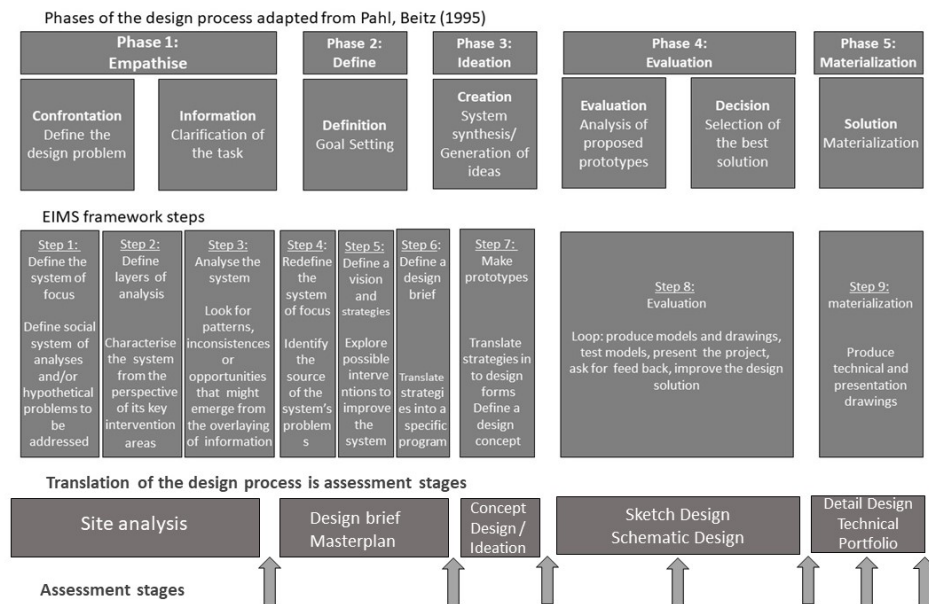 Phases of the design process adapted from Pahl, Beitz (1995)
Phase 1:
Empathise
Phase 2:
Define
Phase 3:
Ideation
Phase 4:
Evaluation
Phase 5:
Materialization
Confrontation
Define the
design problem
Information
Clarification of
the task
Definition
Goal Setting
Creation
System
synthesis/
Generation of
ideas
Evaluation
Analysis of
proposed
prototypes
Decision
Selection of
the best
solution
Solution
Materialization
EIMS framework steps
Step 1:
Define the
system of
focus
Define social
system of
analyses
and/or
hypothetical
problems to
be
addressed
Step 2:
Define
layers of
analysis
Characterise
the system
from the
perspective
of its key
intervention
areas
Step 3:
Analyse the
system
Look for
patterns,
inconsistences
or
opportunities
that might
emerge from
the overlaying
of information
Step 4:
Redefine
the
system
of focus
Identify
the
source
of the
system's
problem
s
Step 5:
Define a
vision
and
strategies
Explore
possible
interve
ntions to
improve
the
system
Step 6:
Define a
design
brief
Translate
strategi
es into a
specific
program
Step 7:
Make
prototypes
Translate
strategies in
to design
forms
Define a
design
concept
Step 8:
Evaluation
Loop: produce models and drawings,
test models, present the project,
ask for feed back, improve the design
solution
Step 9:
materialization
Produce
technical and
presentation
drawings
Translation of the design process is assessment stages
Site analysis
Design brief
Masterplan
Concept
Design /
Ideation
Sketch Design
Schematic Design
Detail Design
Technical
Portfolio
Assessment stages